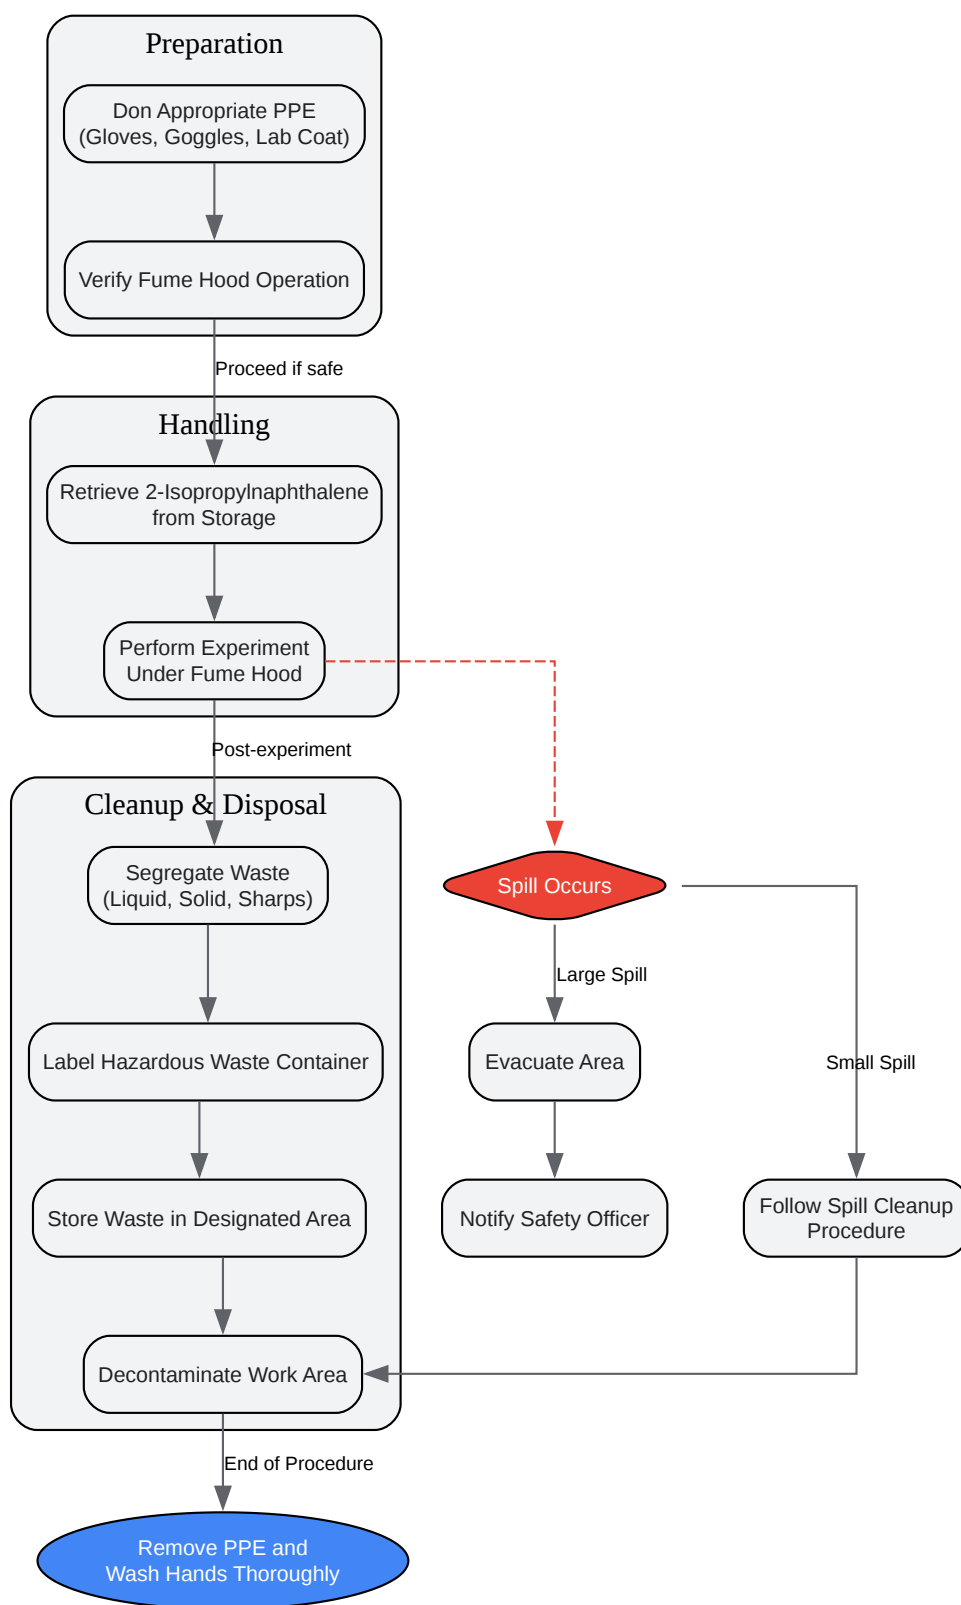 Preparation
Don Appropriate PPE
(Gloves, Goggles, Lab Coat)
Verify Fume Hood Operation
Proceed if safe
Handling
Retrieve 2-Isopropylnaphthalene
from Storage
Perform Experiment
Under Fume Hood
Post-experiment
Cleanup & Disposal
Segregate Waste
(Liquid, Solid, Sharps)
Spill Occurs
Large Spill
Label Hazardous Waste Container
Evacuate Area
Small Spill
Store Waste in Designated Area
Notify Safety Officer
Follow Spill Cleanup
Procedure
Decontaminate Work Area
End of Procedure
Remove PPE and
Wash Hands Thoroughly